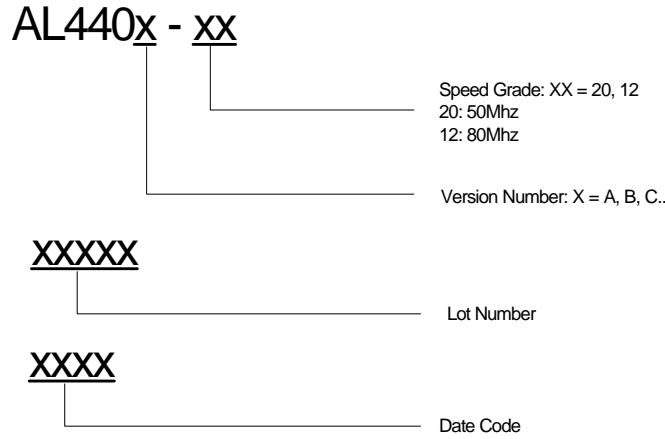 AL440x - xx
Speed Grade: XX = 20, 12
20: 50Mhz
12: 80Mhz
Version Number: X = A, B, C..
xxxxx
Lot Number
xxxx
Date Code